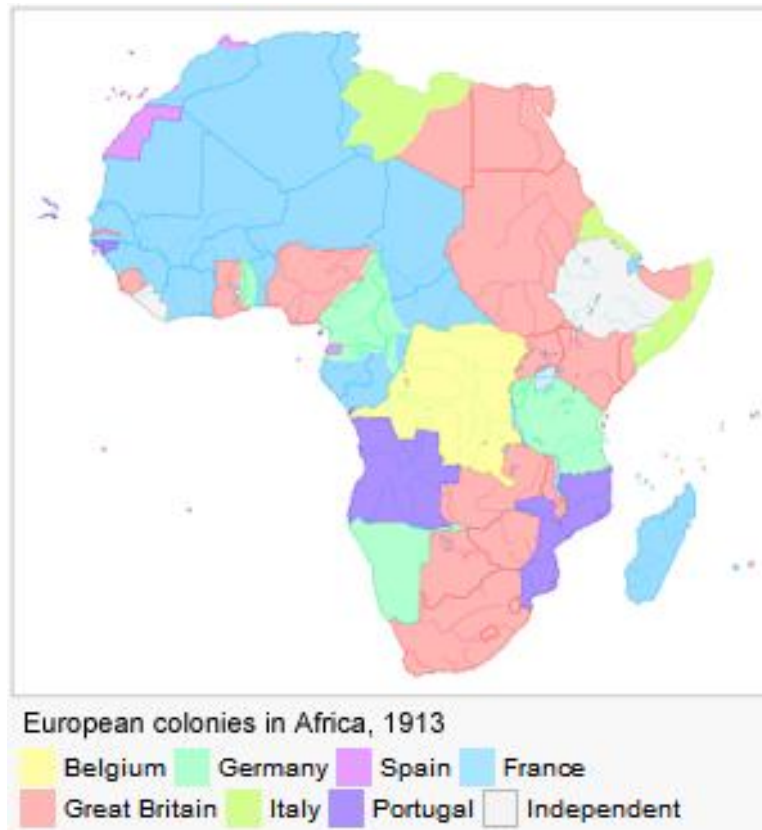 European colonies in Africa, 1913
Belgium Germany Spain France
Great Britain Italy Portugal Independent